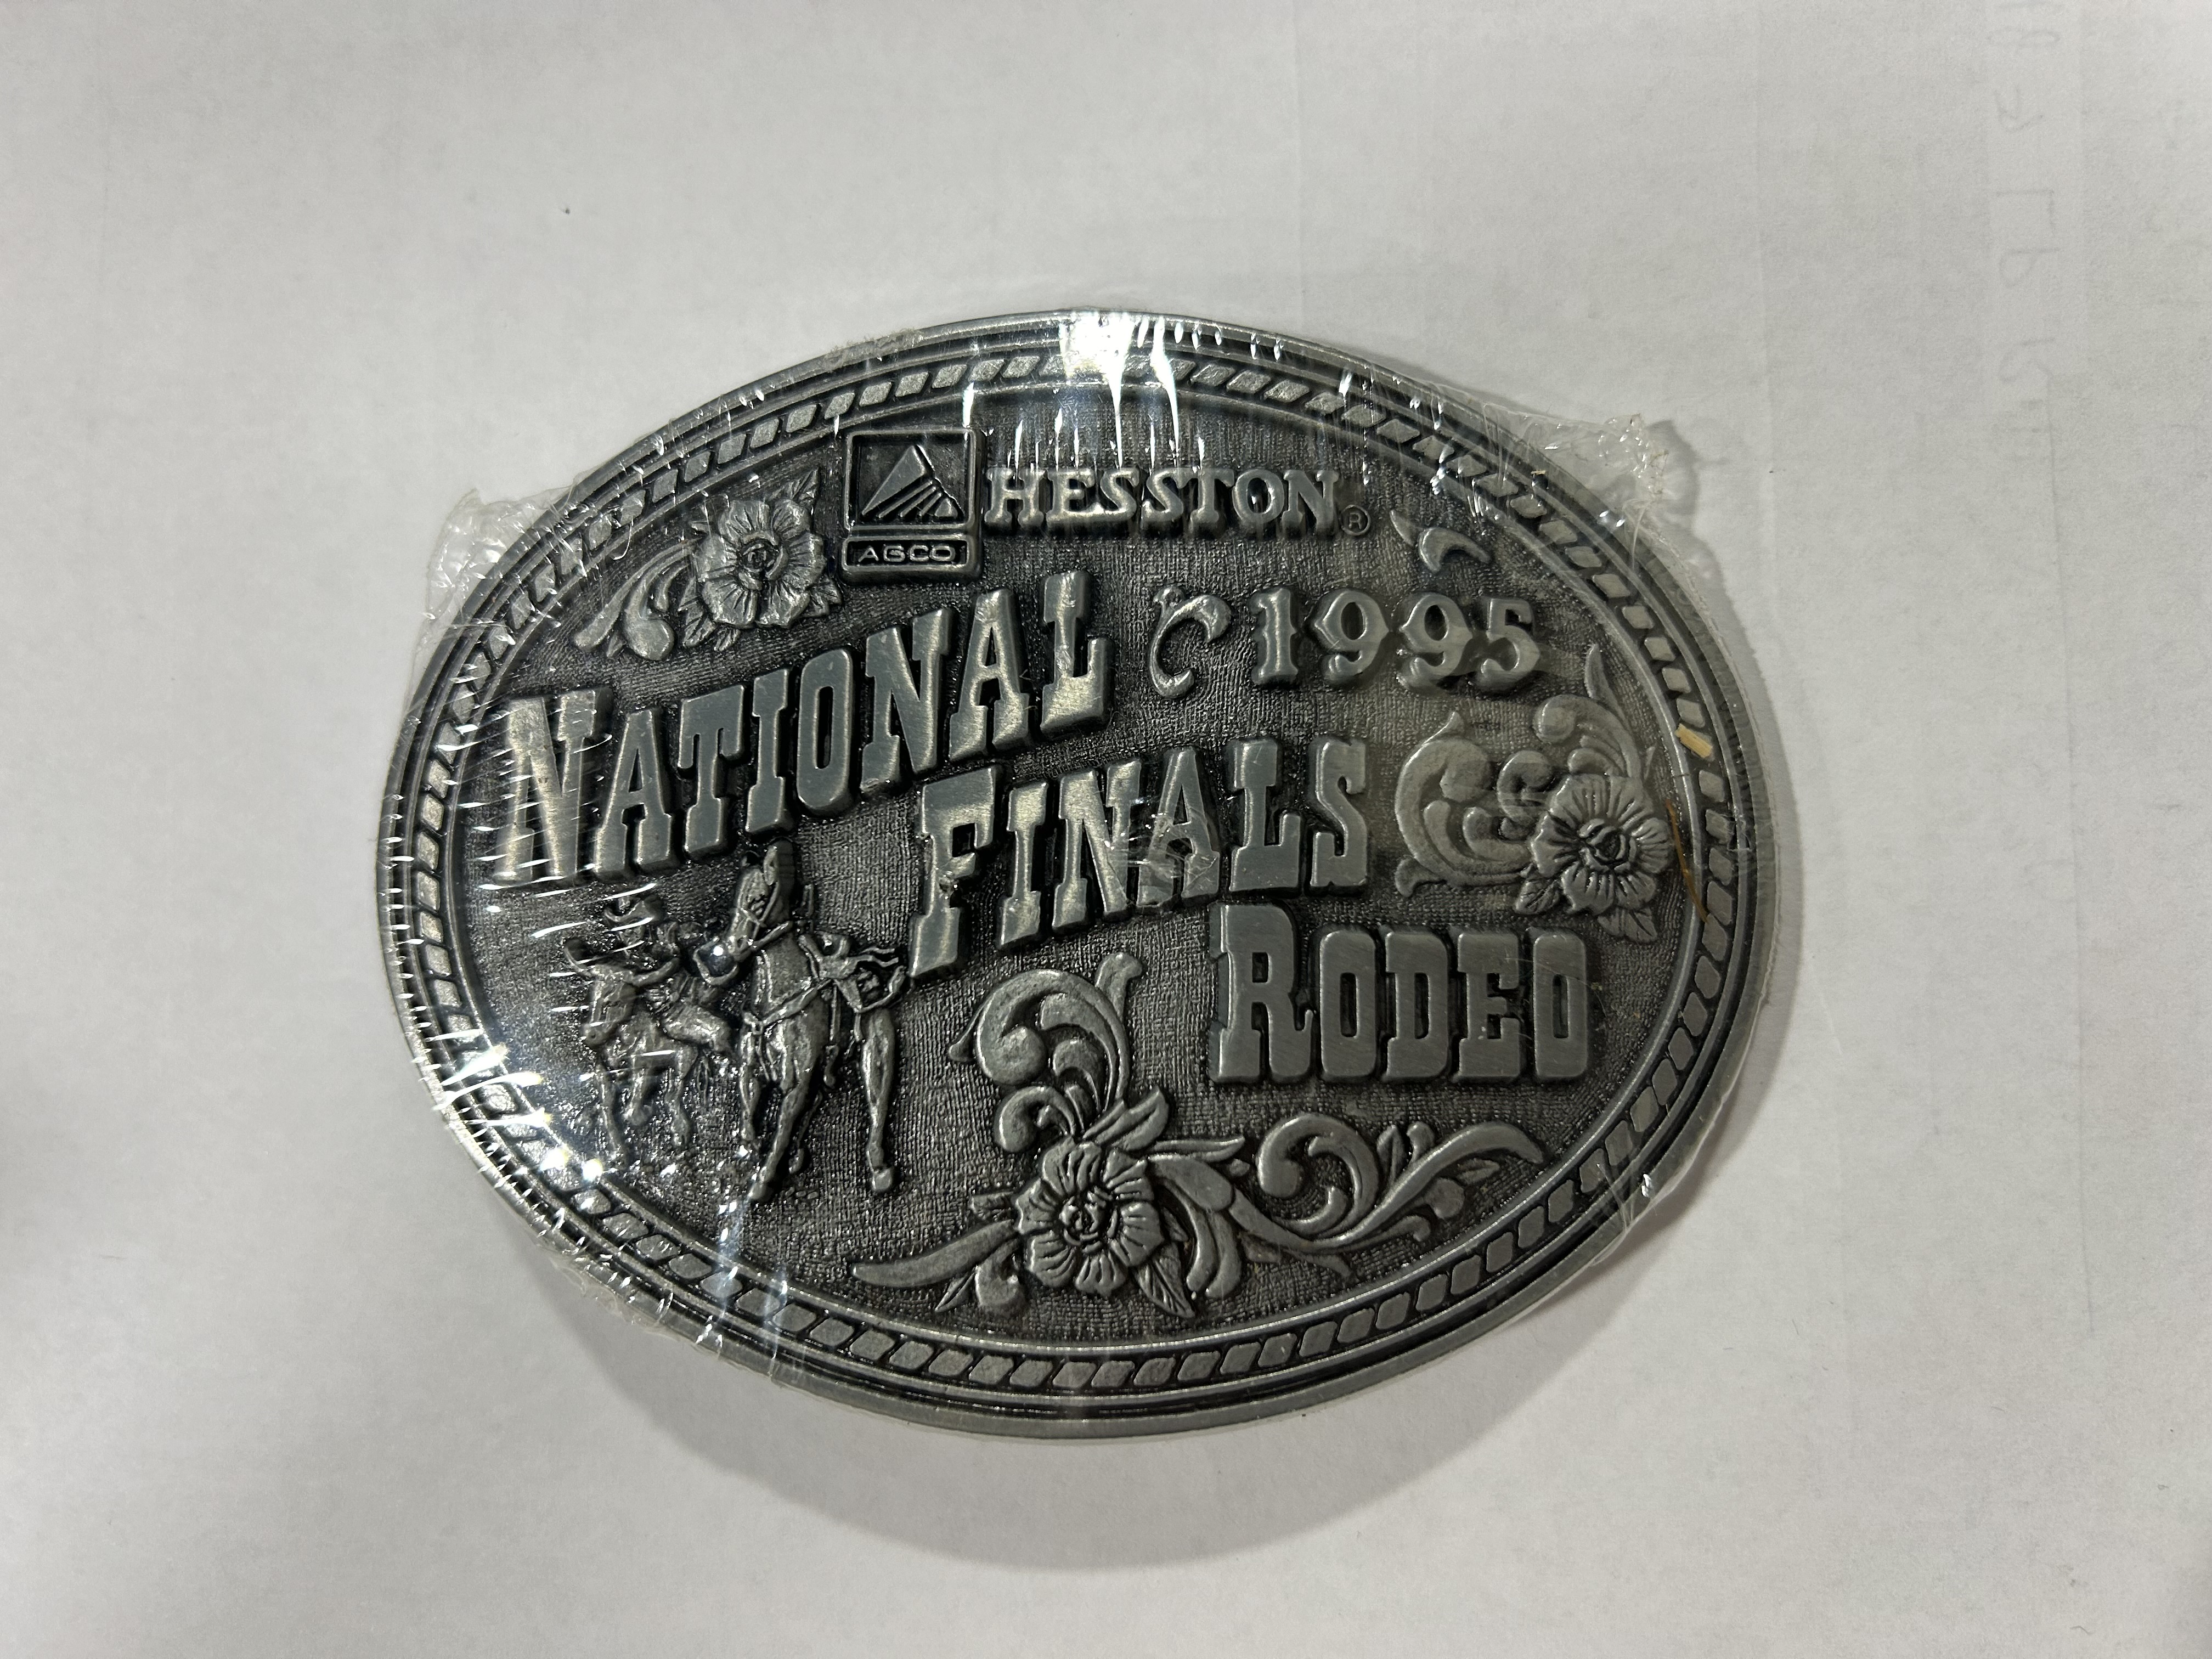 HESSTON®
AGCO
1995
NATIONAL
FINALS
RODEO